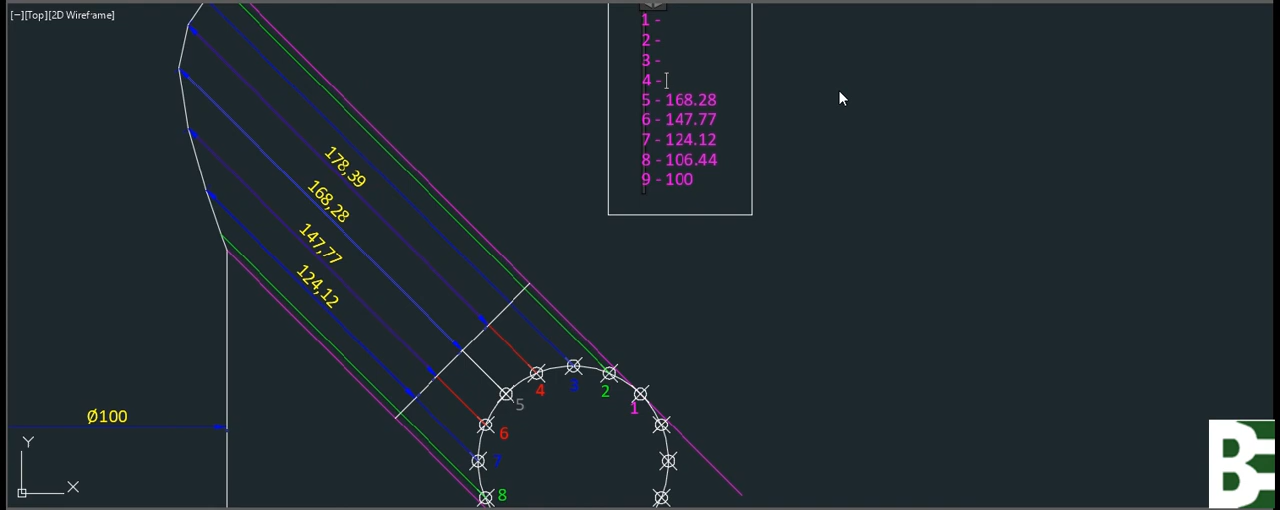 [−][Top][2D Wireframe]
1 -
2 -
3 -
4 -
5 - 168.28
6 - 147.77
7 - 124.12
8 - 106.44
9 - 100
178,39
168,28
147,77
124,12
Ø100
4
3
2
1
5
6
7
8
Y
X
BE